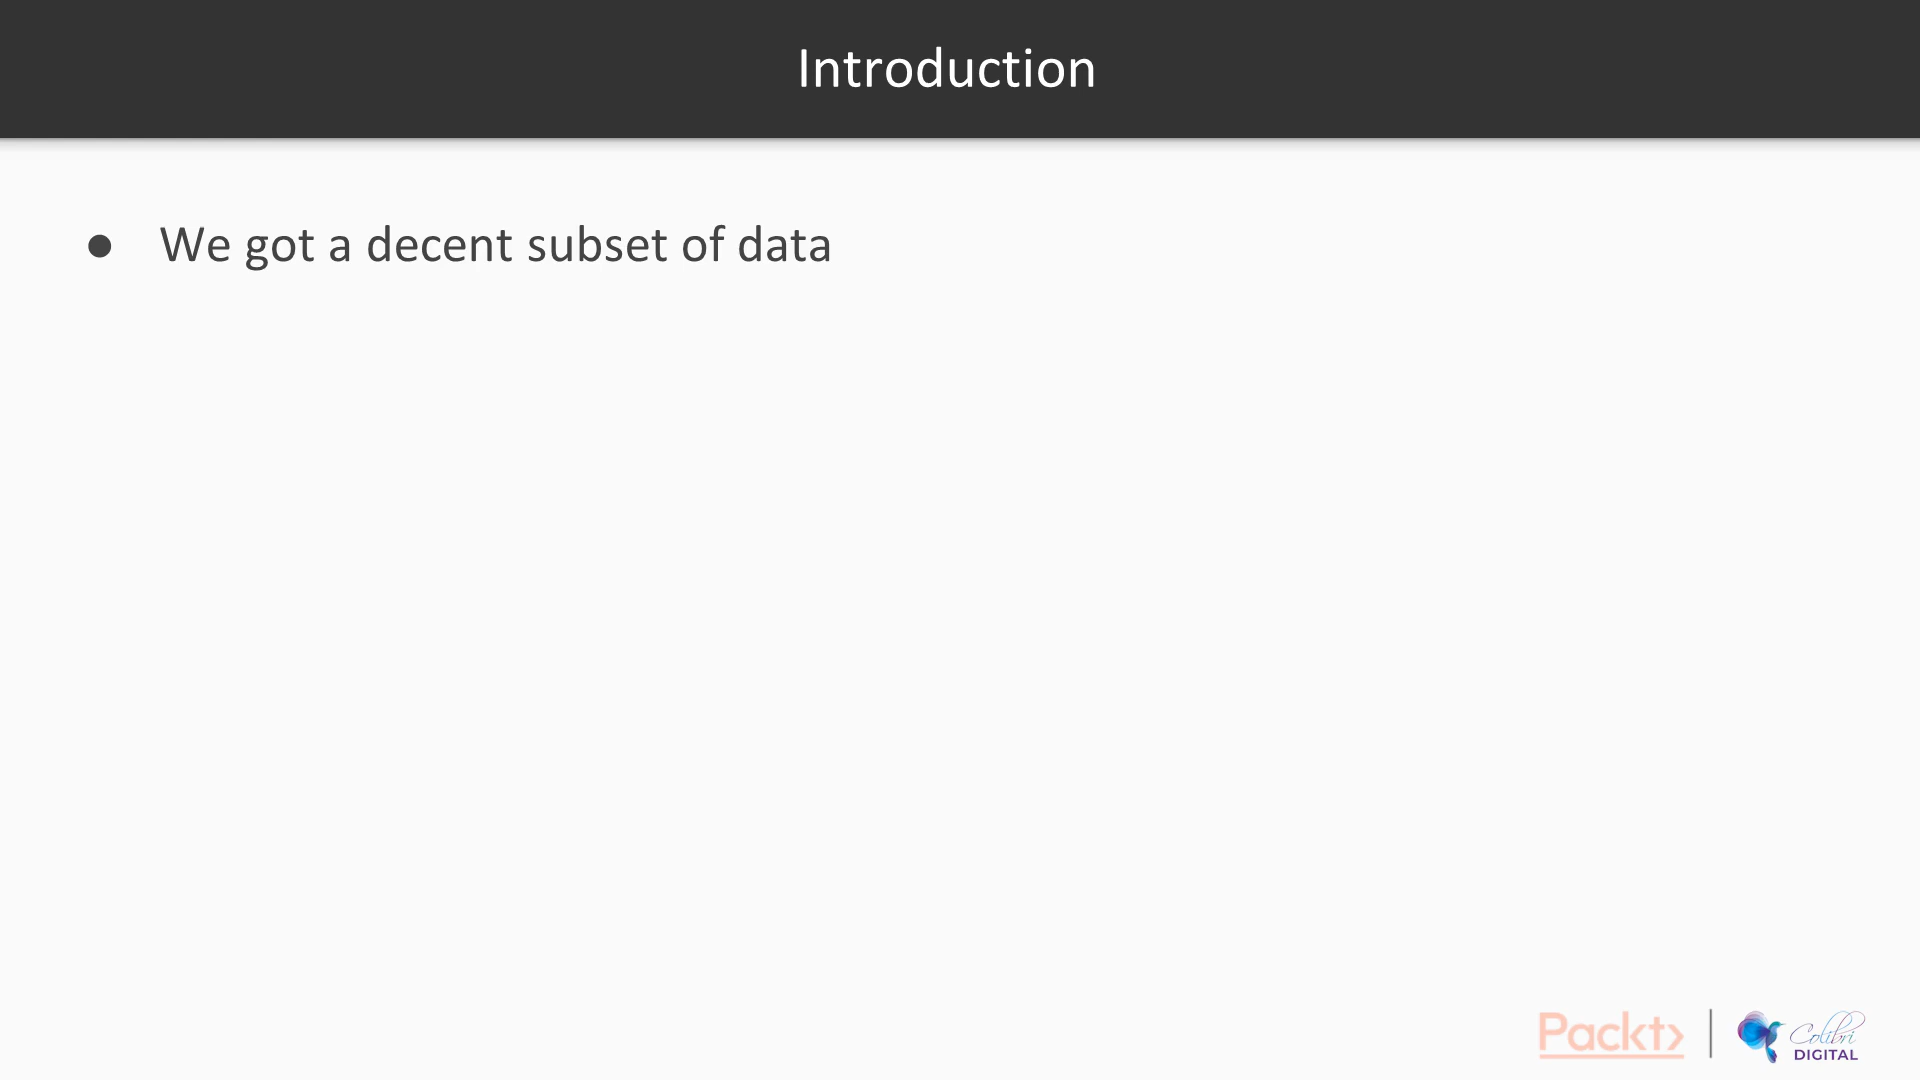 Introduction
● We got a decent subset of data
Packt>
Colibri
DIGITAL